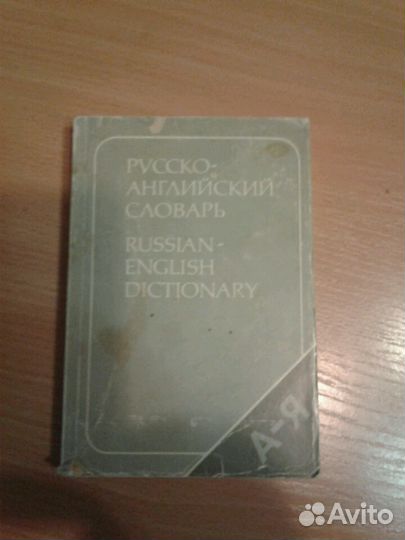 РУССКО-
АНГЛИЙСКИЙ
СЛОВАРЬ
RUSSIAN-
ENGLISH
DICTIONARY
А-Я
Avito